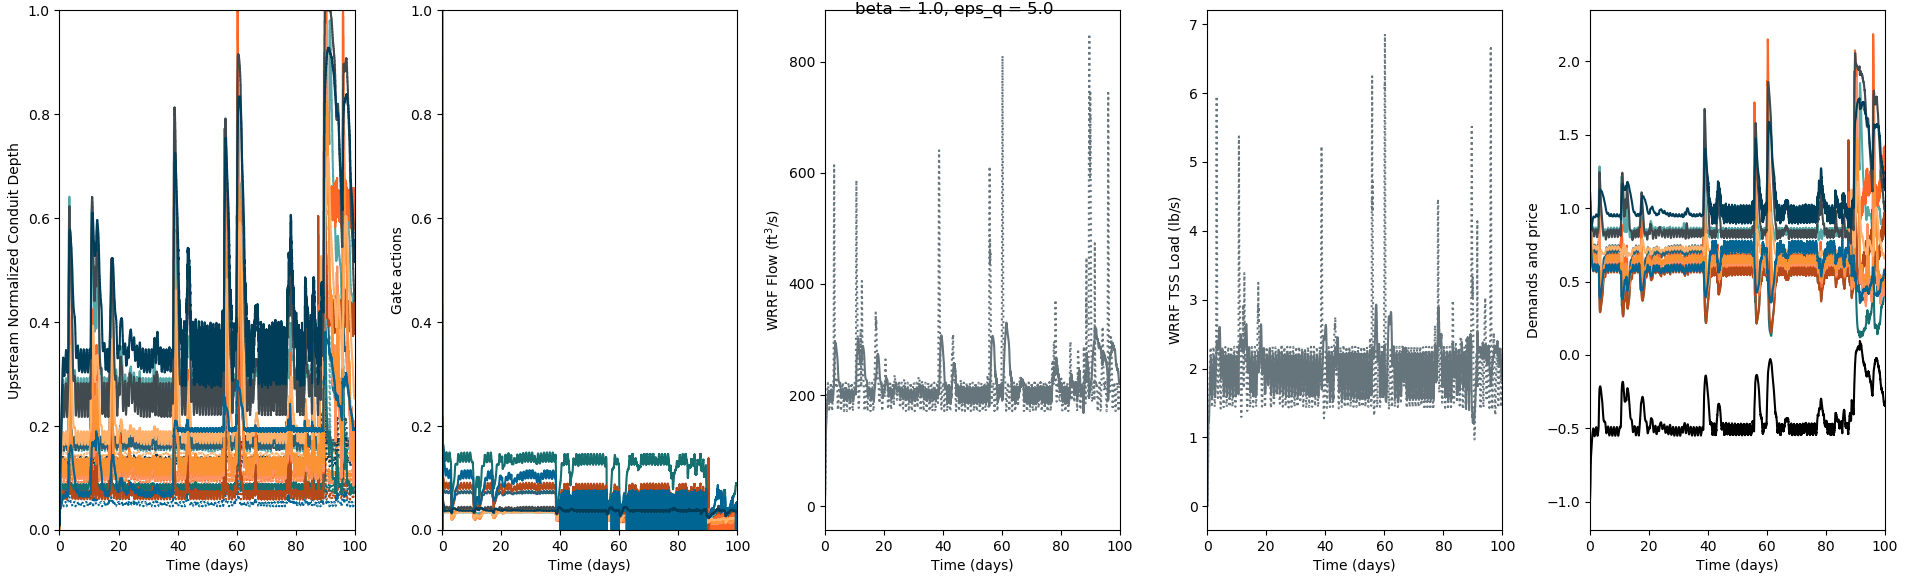 beta = 1.0, eps_q = 5.0
Upstream Normalized Conduit Depth
1.0
0.8
0.6
0.4
0.2
0.0
0 20 40 60 80 100
Time (days)
Gate actions
1.0
0.8
0.6
0.4
0.2
0.0
0 20 40 60 80 100
Time (days)
WRRF Flow (ft³/s)
800
600
400
200
0
0 20 40 60 80 100
Time (days)
WRRF TSS Load (lb/s)
7
6
5
4
3
2
1
0
0 20 40 60 80 100
Time (days)
Demands and price
2.0
1.5
1.0
0.5
0.0
−0.5
−1.0
0 20 40 60 80 100
Time (days)